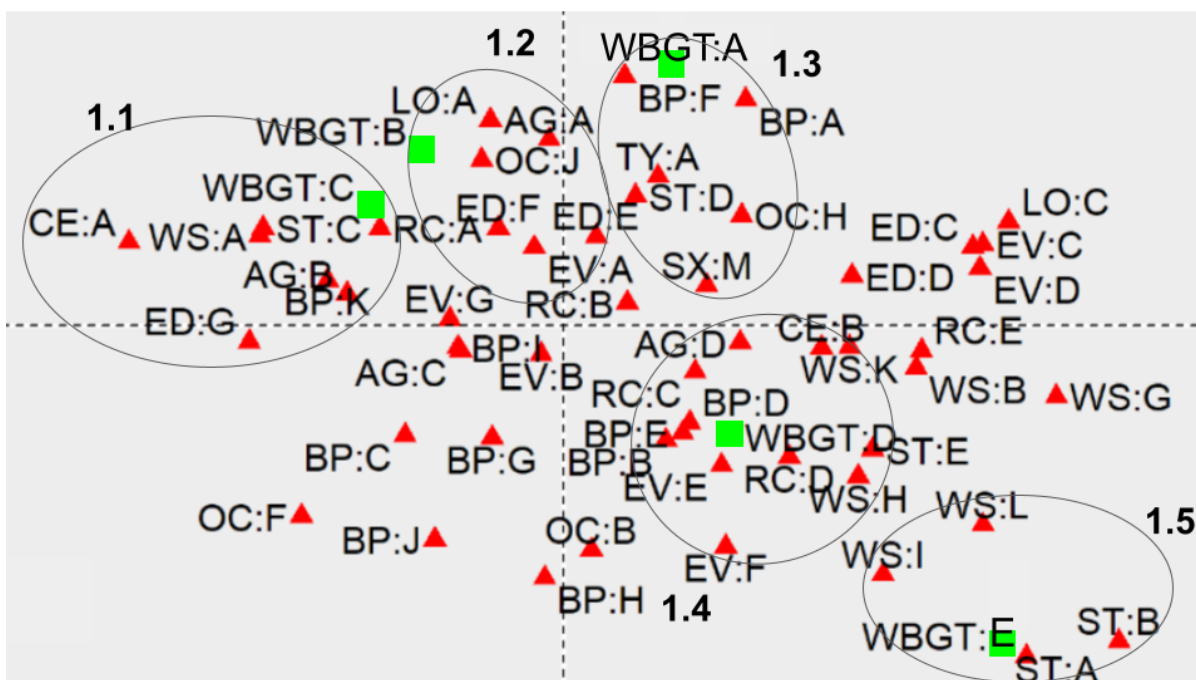 1.2
WBGT:A
1.3
LO:A
BP:F
1.1
AG:A
BP:A
WBGT:B
OC:J
TY:A
WBGT:C
ST:D
CE:A
WS:A
ST:C
RC:A
ED:F
ED:E
OC:H
LO:C
ED:C
EV:C
AG:B
EV:A
SX:M
ED:D
EV:D
BP:K
EV:G
RC:B
ED:G
AG:D
CE:B
RC:E
AG:C
BP:I
EV:B
WS:K
WS:B
WS:G
RC:C
BP:D
BP:E
WBGT:D
BP:C
BP:G
BP:B
ST:E
EV:E
RC:D
WS:H
OC:F
WS:L
1.5
BP:J
OC:B
WS:I
EV:F
BP:H
1.4
WBGT:E
ST:B
ST:A